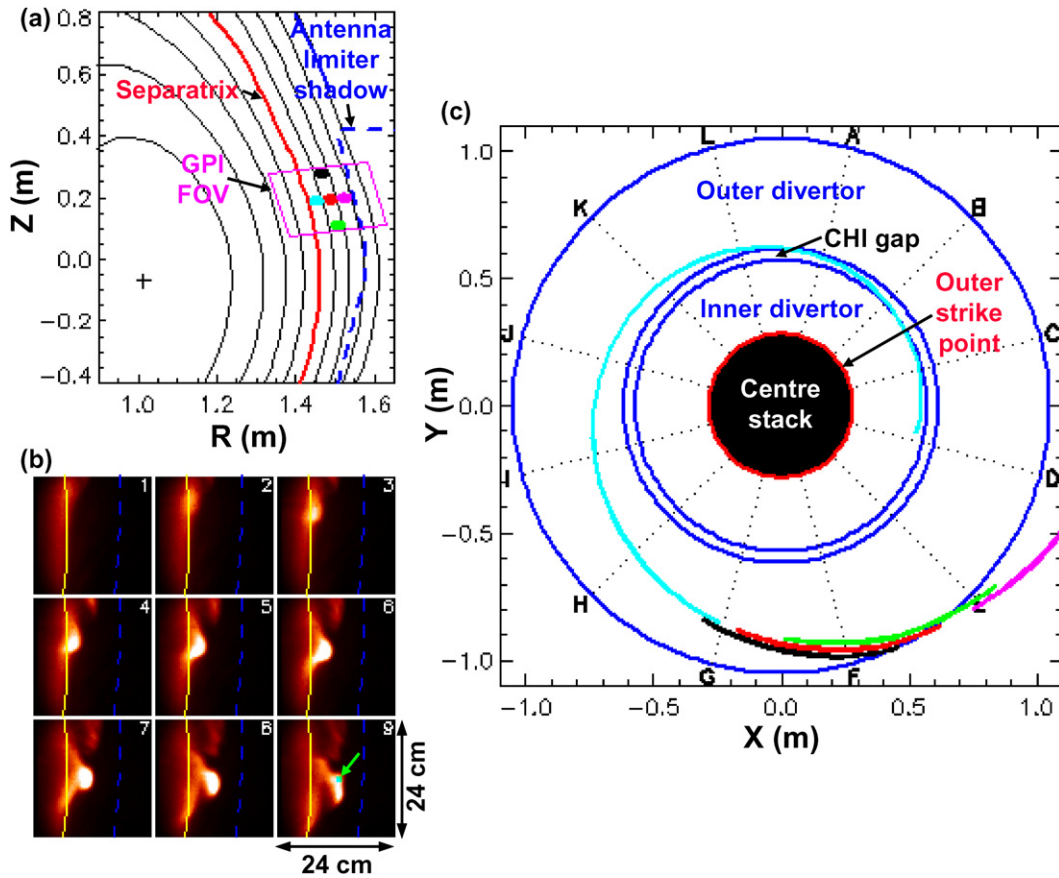 (a)
0.8
0.6
0.4
0.2
0.0
−0.2
−0.4
Z (m)
Antenna
limiter
shadow
Separatrix
GPI
FOV
1.0
1.2
1.4
1.6
R (m)
(b)
1
2
3
4
5
6
7
8
9
24 cm
24 cm
(c)
1.0
0.5
0.0
−0.5
−1.0
Y (m)
L
A
K
Outer divertor
CHI gap
Inner divertor
Outer
strike
point
J
C
Centre
stack
I
D
H
G
F
−1.0
−0.5
0.0
0.5
1.0
X (m)